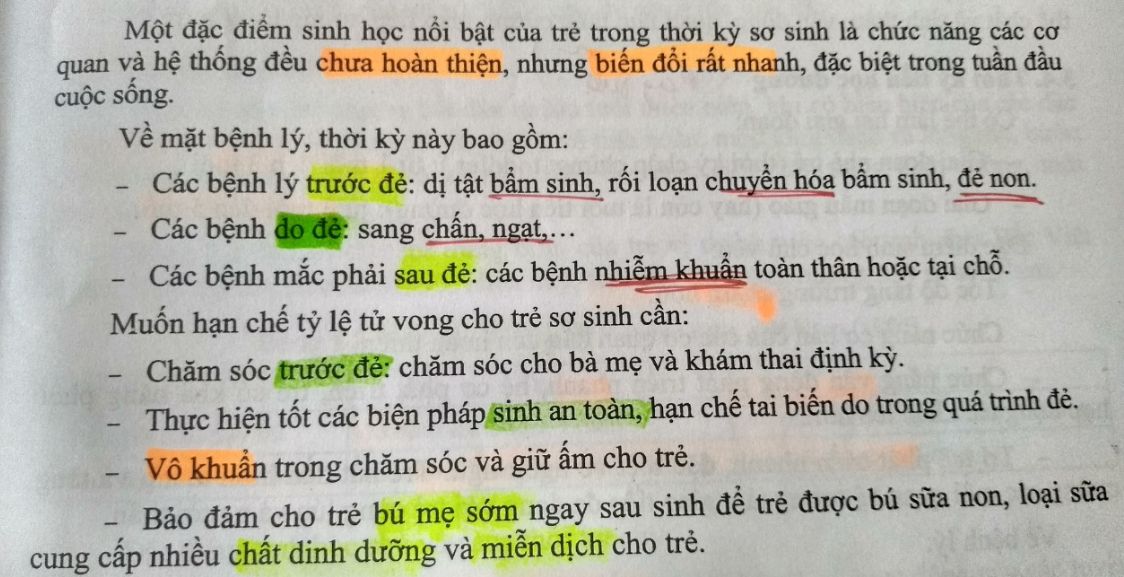 Một đặc điểm sinh học nổi bật của trẻ trong thời kỳ sơ sinh là chức năng các cơ
quan và hệ thống đều chưa hoàn thiện, nhưng biến đổi rất nhanh, đặc biệt trong tuần đầu
cuộc sống.
Về mặt bệnh lý, thời kỳ này bao gồm:
– Các bệnh lý trước đẻ: dị tật bẩm sinh, rối loạn chuyển hóa bẩm sinh, đẻ non.
– Các bệnh do đẻ: sang chấn, ngạt,…
– Các bệnh mắc phải sau đẻ: các bệnh nhiễm khuẩn toàn thân hoặc tại chỗ.
Muốn hạn chế tỷ lệ tử vong cho trẻ sơ sinh cần:
– Chăm sóc trước đẻ: chăm sóc cho bà mẹ và khám thai định kỳ.
– Thực hiện tốt các biện pháp sinh an toàn, hạn chế tai biến do trong quá trình đẻ.
– Vô khuẩn trong chăm sóc và giữ ấm cho trẻ.
– Bảo đảm cho trẻ bú mẹ sớm ngay sau sinh để trẻ được bú sữa non, loại sữa
cung cấp nhiều chất dinh dưỡng và miễn dịch cho trẻ.